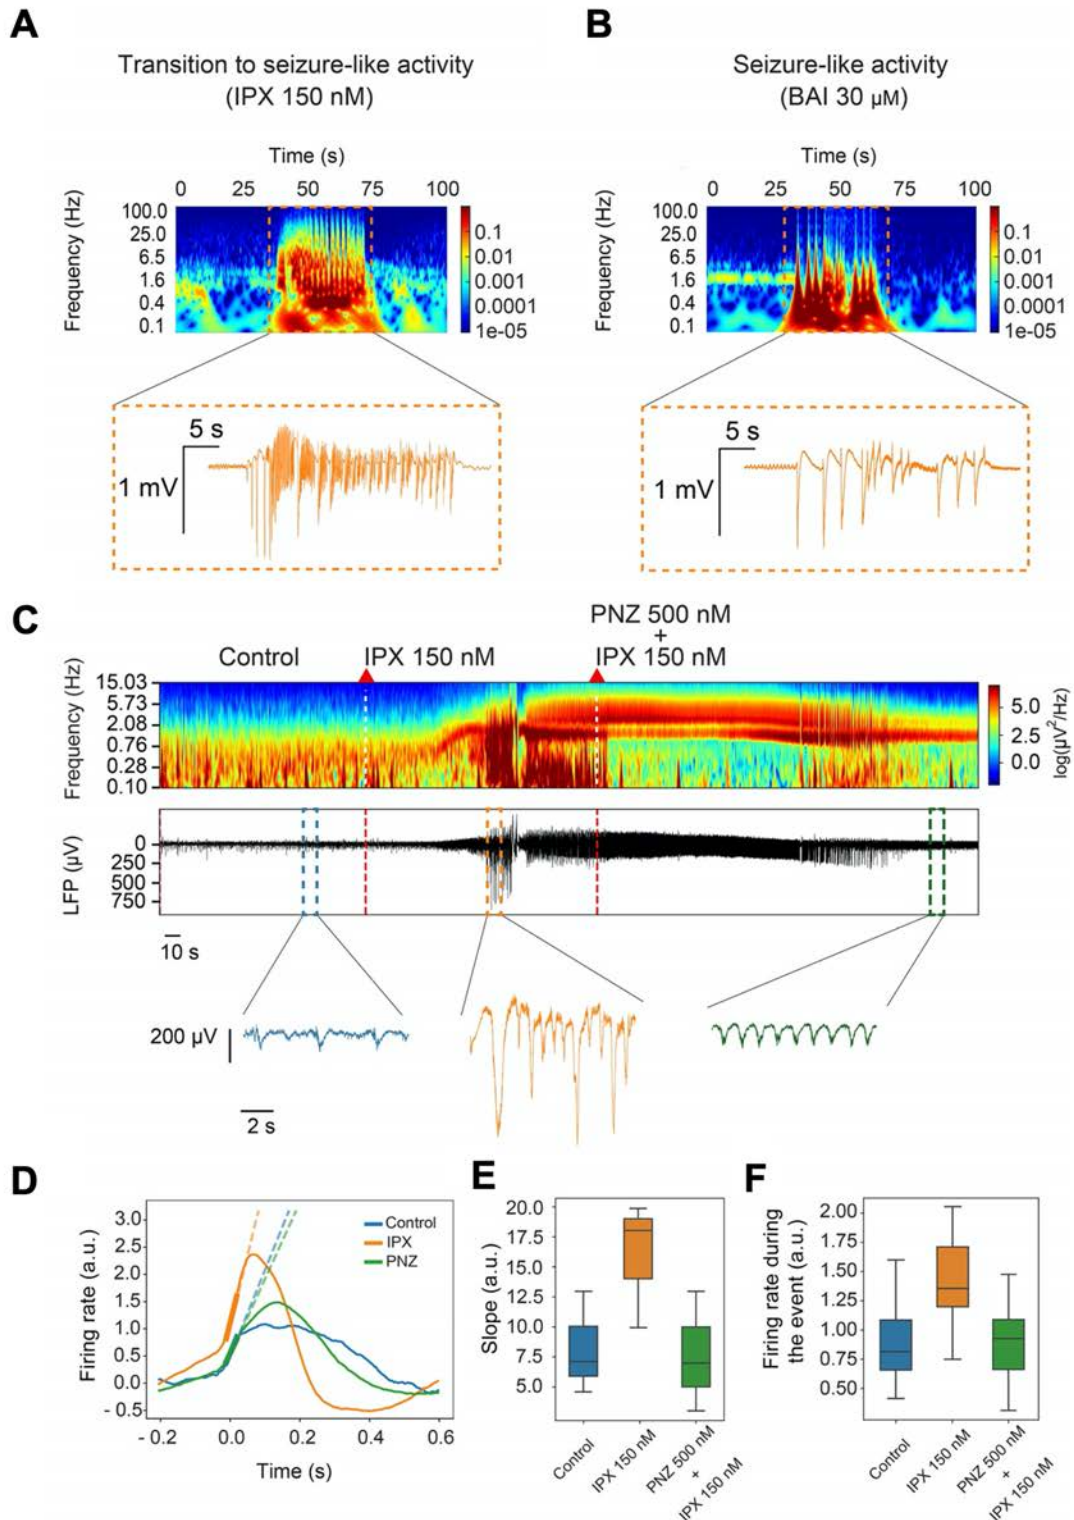 A
Transition to seizure-like activity
(IPX 150 nM)
Time (s)
0 25 50 75 100
Frequency (Hz)
100.0
25.0
6.5
1.6
0.4
0.1
0.1
0.01
0.001
0.0001
1e-05
5 s
1 mV
B
Seizure-like activity
(BAI 30 µM)
Time (s)
0 25 50 75 100
Frequency (Hz)
100.0
25.0
6.5
1.6
0.4
0.1
0.1
0.01
0.001
0.0001
1e-05
5 s
1 mV
C
Control
IPX 150 nM
PNZ 500 nM
+
IPX 150 nM
Frequency (Hz)
15.03
5.73
2.08
0.76
0.28
0.10
5.0
2.5
0.0
log(µV²/Hz)
LFP (µV)
0
250
500
750
10 s
200 µV
2 s
D
Firing rate (a.u.)
3.0
2.5
2.0
1.5
1.0
0.5
0.0
- 0.5
Control
IPX
PNZ
- 0.2 0.0 0.2 0.4 0.6
Time (s)
E
Slope (a.u.)
20.0
17.5
15.0
12.5
10.0
7.5
5.0
Control
IPX 150 nM
PNZ 500 nM
+
IPX 150 nM
F
Firing rate during
the event (a.u.)
2.00
1.75
1.50
1.25
1.00
0.75
0.50
Control
IPX 150 nM
PNZ 500 nM
+
IPX 150 nM